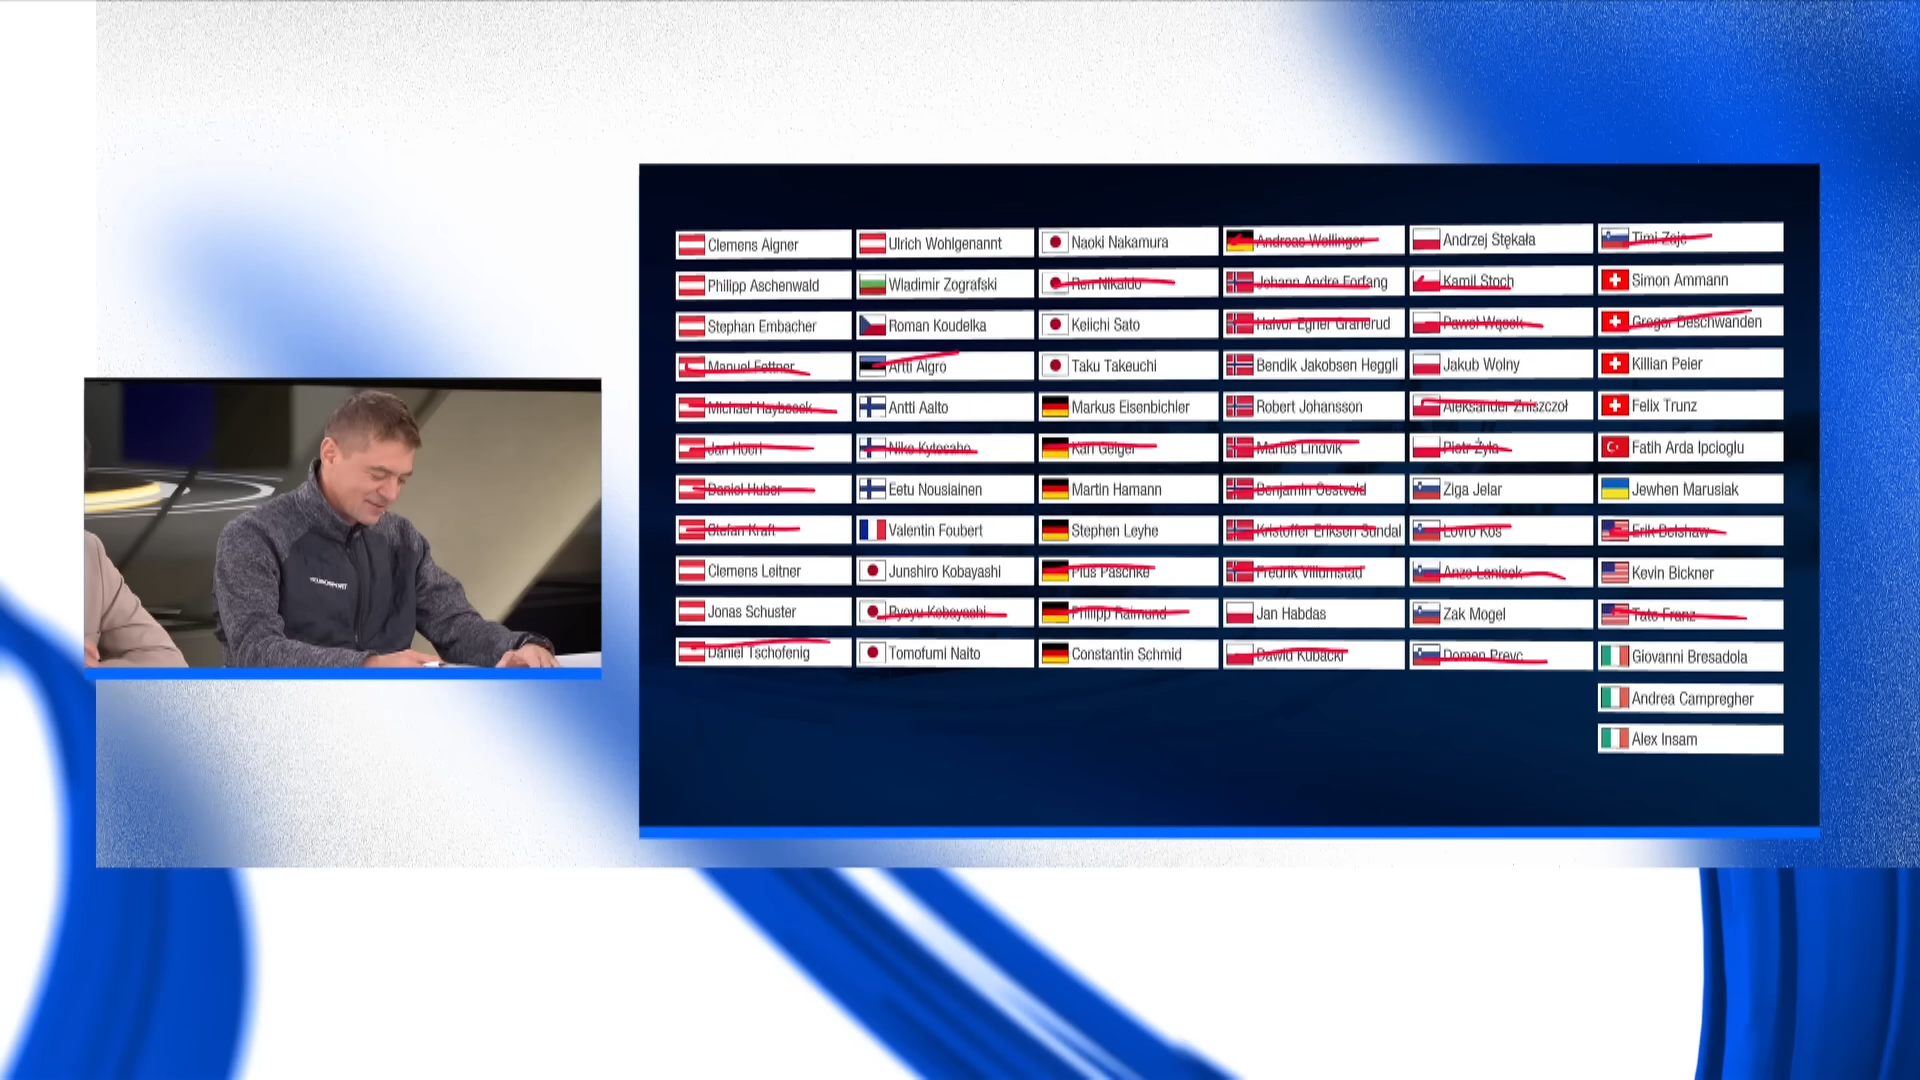 Clemens Aigner
Philipp Aschenwald
Stephan Embacher
Manuel Fettner
Michael Hayboeck
Jan Hoerl
Daniel Huber
Stefan Kraft
Clemens Leitner
Jonas Schuster
Daniel Tschofenig
Ulrich Wohlgenannt
Wladimir Zografski
Roman Koudelka
Artti Aigro
Antti Aalto
Niko Kytosaho
Eetu Nousiainen
Valentin Foubert
Junshiro Kobayashi
Ryoyu Kobayashi
Tomofumi Naito
Naoki Nakamura
Ren Nikaido
Keiichi Sato
Taku Takeuchi
Markus Eisenbichler
Karl Geiger
Martin Hamann
Stephen Leyhe
Pius Paschke
Philipp Raimund
Constantin Schmid
Andreas Wellinger
Johann Andre Forfang
Halvor Egner Granerud
Bendik Jakobsen Heggli
Robert Johansson
Marius Lindvik
Benjamin Oestvold
Kristoffer Eriksen Sundal
Fredrik Villumstad
Jan Habdas
Dawid Kubacki
Andrzej Stękała
Kamil Stoch
Paweł Wąsek
Jakub Wolny
Aleksander Zniszczoł
Piotr Żyła
Ziga Jelar
Lovro Kos
Anze Lanisek
Zak Mogel
Domen Prevc
Timi Zajc
Simon Ammann
Gregor Deschwanden
Killian Peier
Felix Trunz
Fatih Arda Ipcioglu
Jewhen Marusiak
Erik Belshaw
Kevin Bickner
Tate Frantz
Giovanni Bresadola
Andrea Campregher
Alex Insam
EUROSPORT